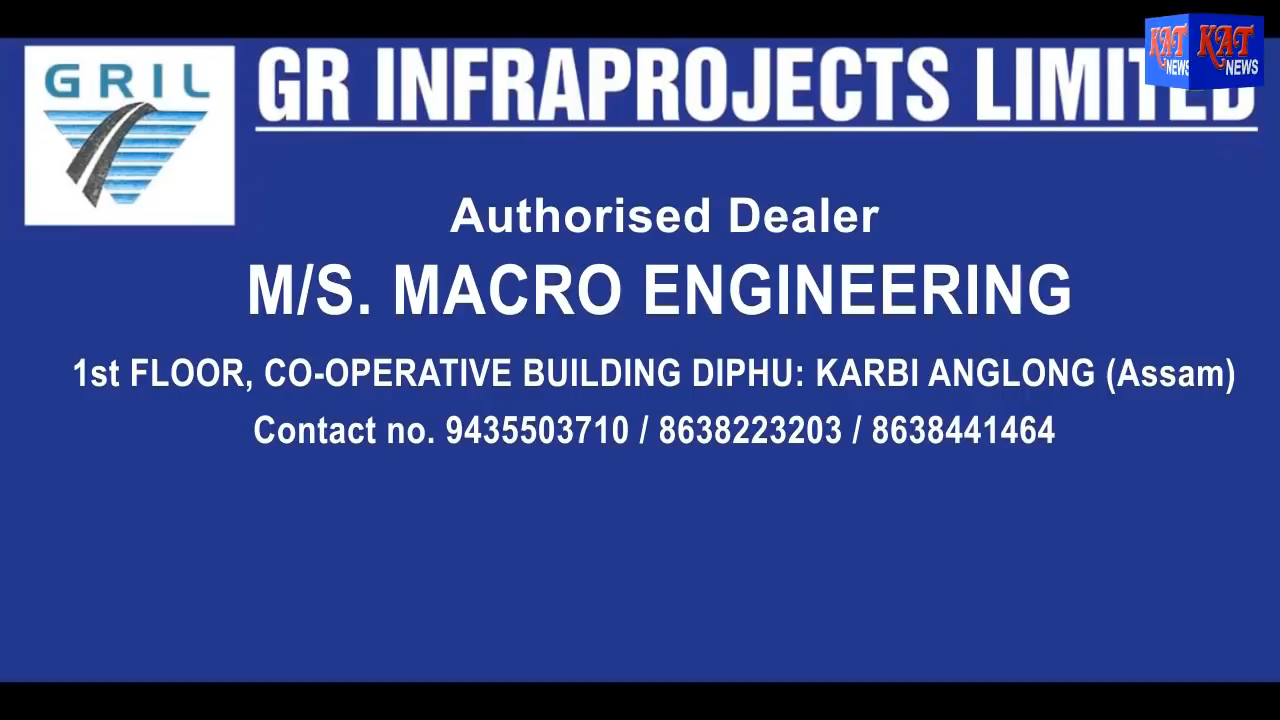 GRIL
GR INFRAPROJECTS LIMITED
KAT NEWS
KAT NEWS
Authorised Dealer
M/S. MACRO ENGINEERING
1st FLOOR, CO-OPERATIVE BUILDING DIPHU: KARBI ANGLONG (Assam)
Contact no. 9435503710 / 8638223203 / 8638441464